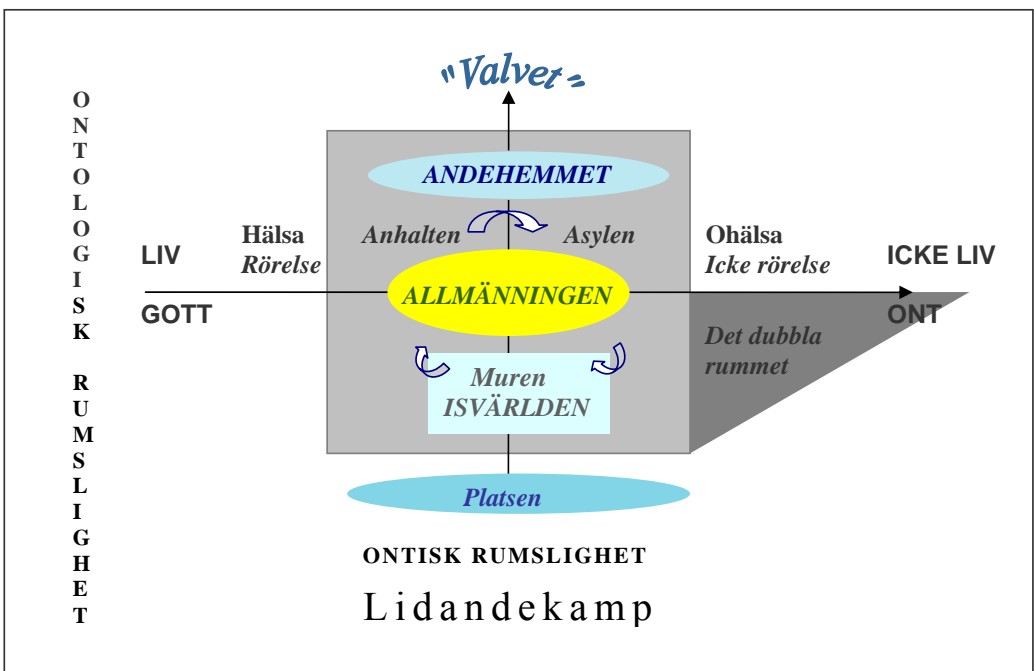 "Valvet"
ONTOLOGISK RUMSLIGHET
ANDEHEMMET
Hälsa
Rörelse
Anhalten
Asylen
Ohälsa
Icke rörelse
LIV
ICKE LIV
ALLMÄNNINGEN
GOTT
ONT
Det dubbla
rummet
Muren
ISVÄRLDEN
Platsen
ONTISK RUMSLIGHET
Lidandekamp